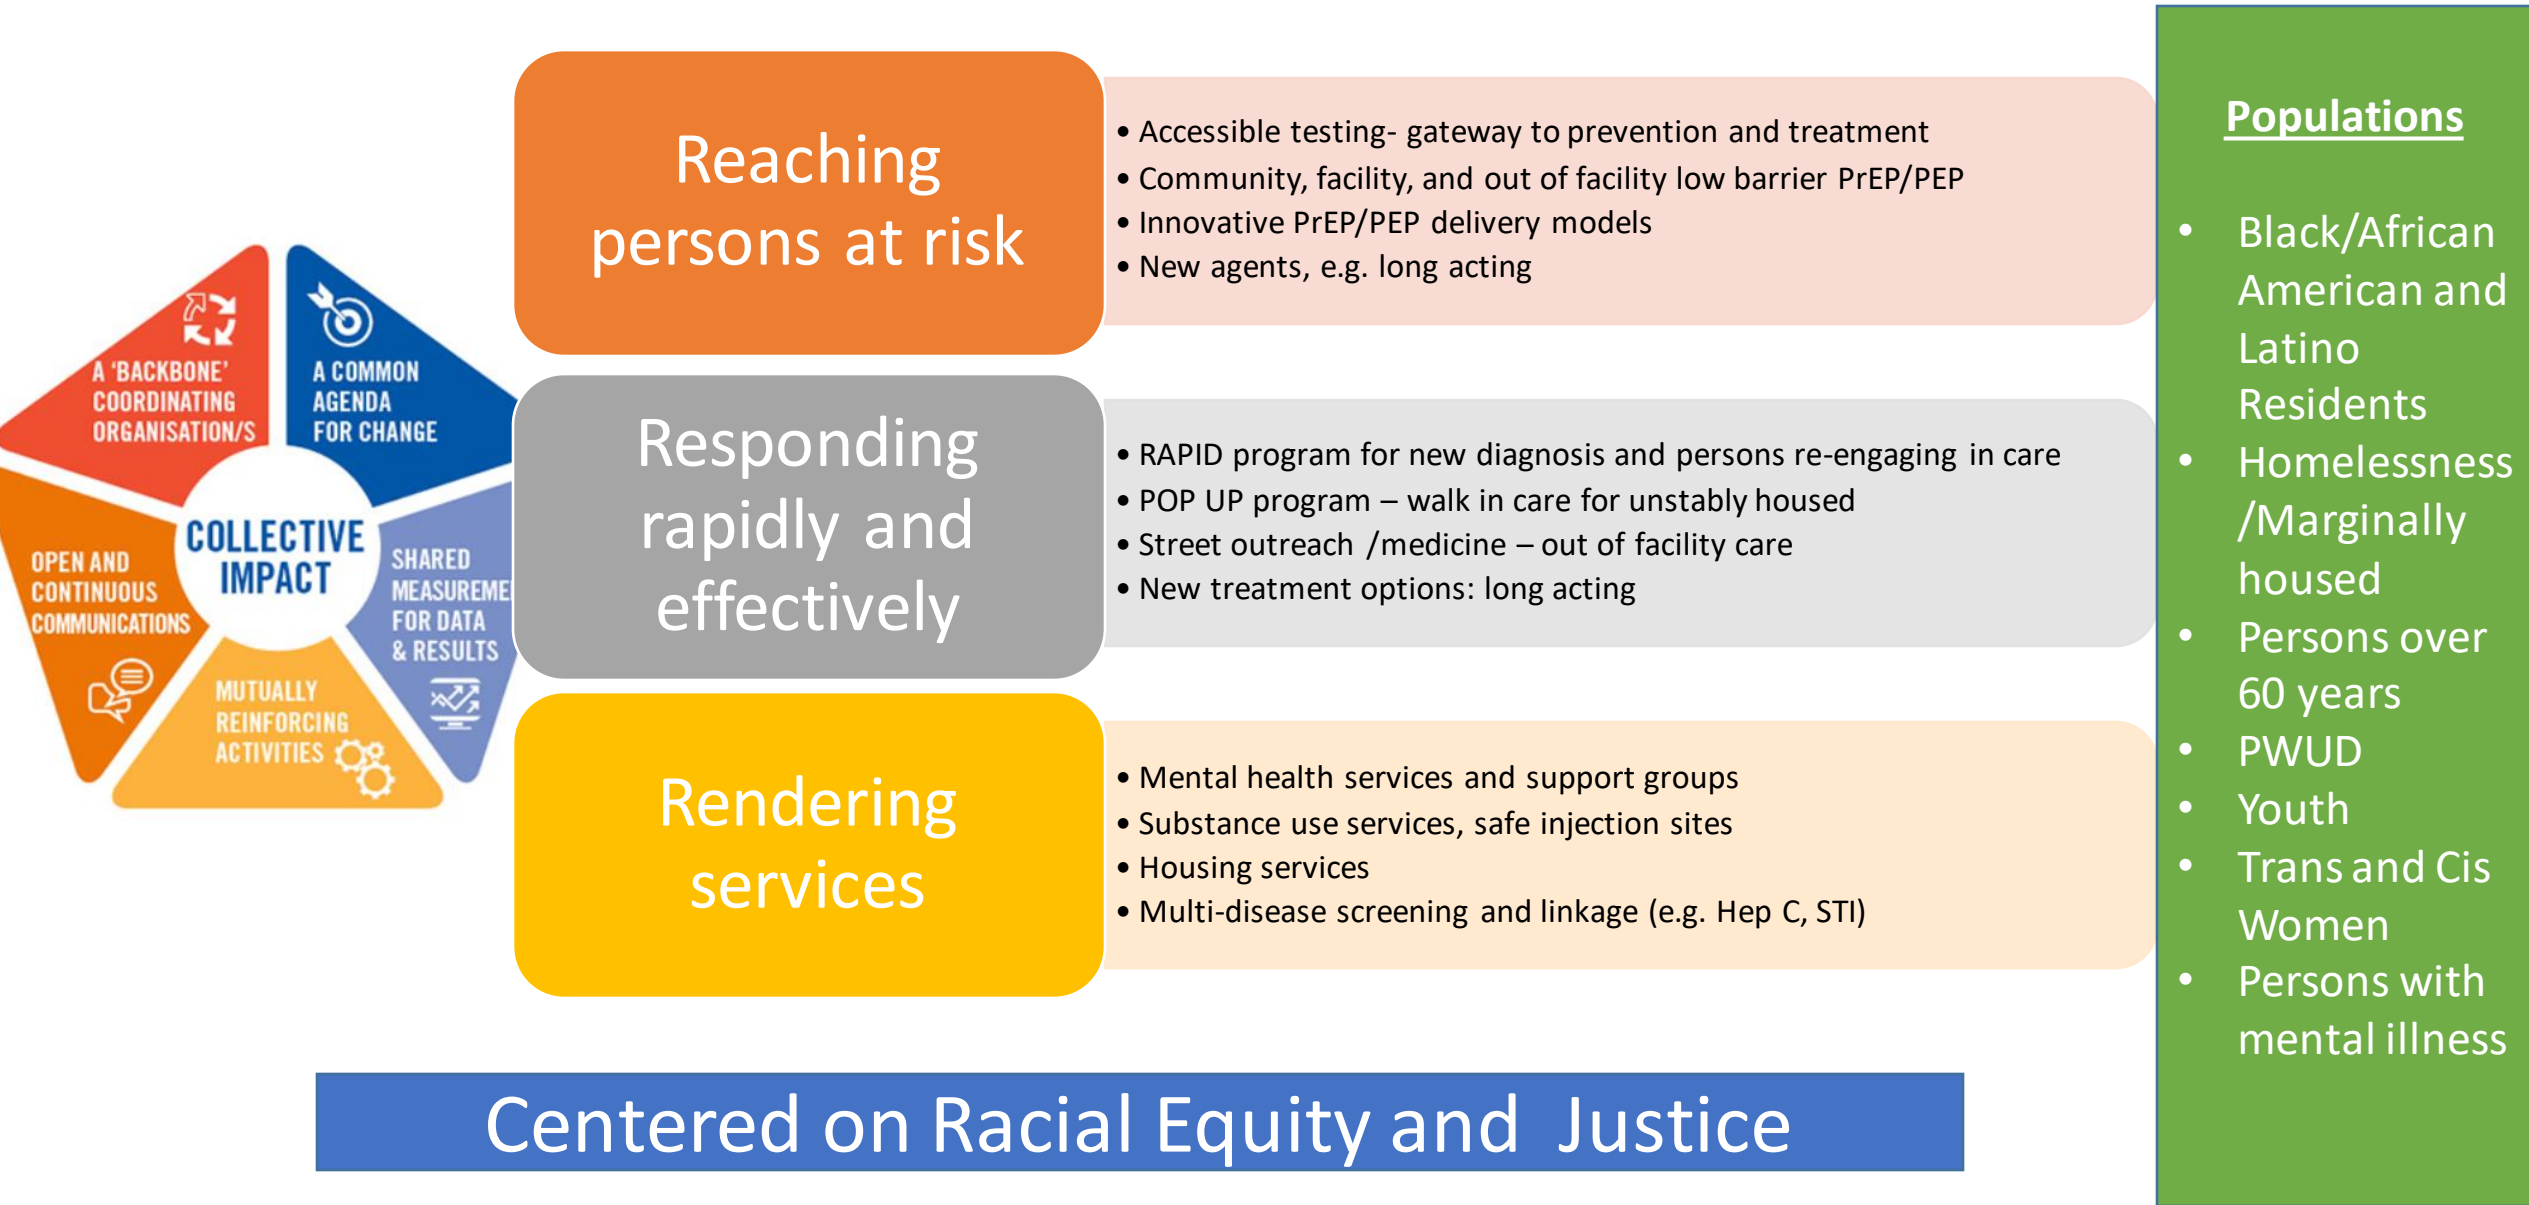 A 'BACKBONE'
COORDINATING
ORGANISATION/S
A COMMON
AGENDA
FOR CHANGE
COLLECTIVE
IMPACT
OPEN AND
CONTINUOUS
COMMUNICATIONS
SHARED
MEASUREME
FOR DATA
& RESULTS
MUTUALLY
REINFORCING
ACTIVITIES
Reaching
persons at risk
• Accessible testing- gateway to prevention and treatment
• Community, facility, and out of facility low barrier PrEP/PEP
• Innovative PrEP/PEP delivery models
• New agents, e.g. long acting
Responding
rapidly and
effectively
• RAPID program for new diagnosis and persons re-engaging in care
• POP UP program – walk in care for unstably housed
• Street outreach /medicine – out of facility care
• New treatment options: long acting
Rendering
services
• Mental health services and support groups
• Substance use services, safe injection sites
• Housing services
• Multi-disease screening and linkage (e.g. Hep C, STI)
Populations
• Black/African
American and
Latino
Residents
• Homelessness
/Marginally
housed
• Persons over
60 years
• PWUD
• Youth
• Trans and Cis
Women
• Persons with
mental illness
Centered on Racial Equity and Justice